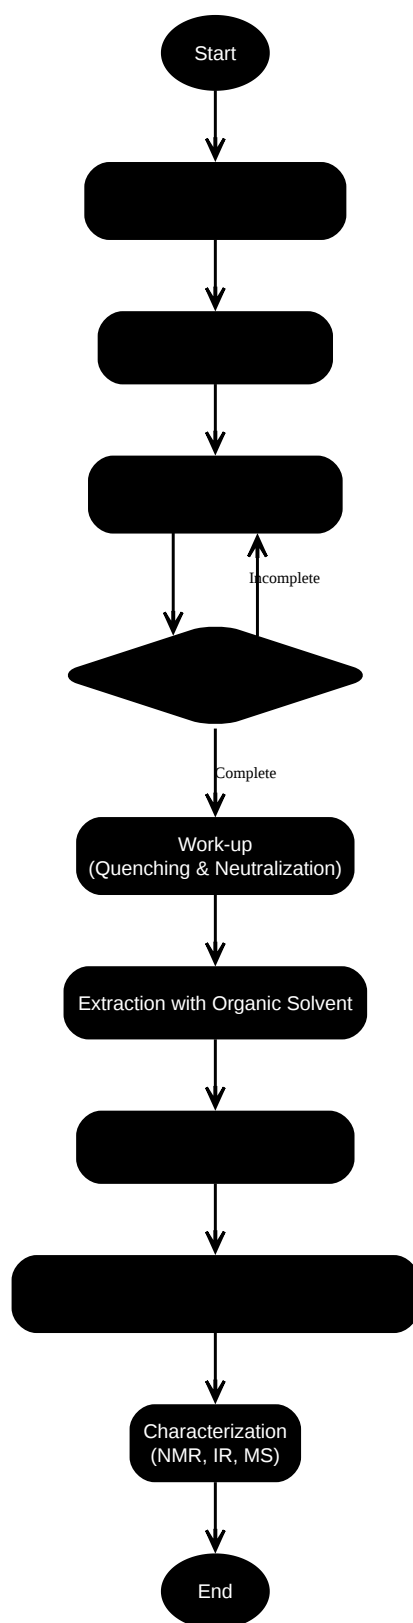 Start
Incomplete
Complete
Work-up
(Quenching & Neutralization)
Extraction with Organic Solvent
Characterization
(NMR, IR, MS)
End